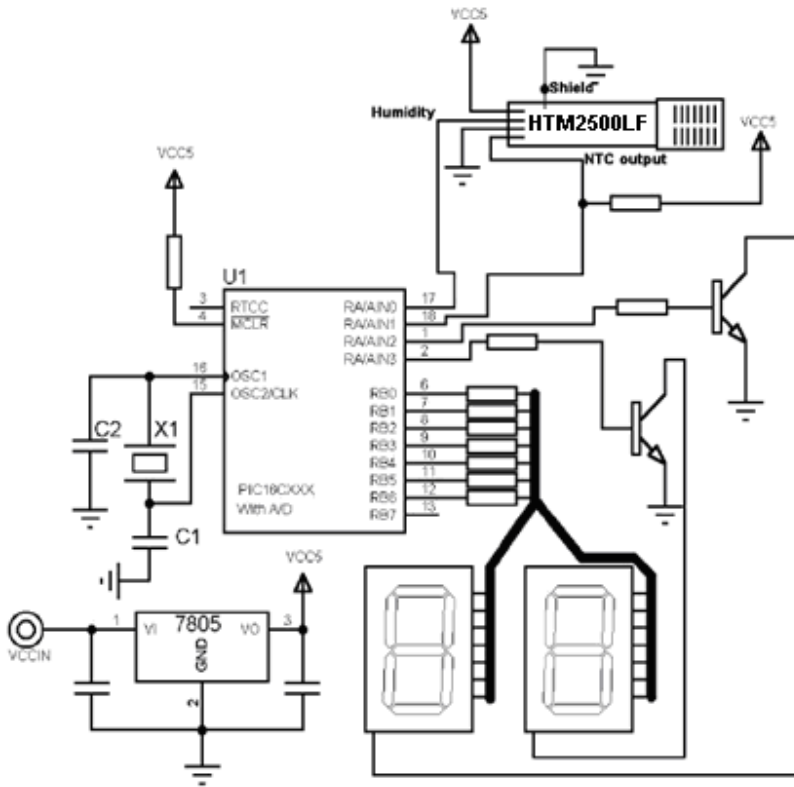 VCC5
Shield
Humidity
HTM2500LF
VCC5
NTC output
VCC5
U1
3 RTCC
4 MCLR
16 OSC1
15 OSC2/CLK
RA/AIN0 17
RA/AIN1 18
RA/AIN2 1
RA/AIN3 2
RB0 6
RB1 7
RB2 8
RB3 9
RB4 10
RB5 11
RB6 12
RB7 13
PIC16CXXX
With A/D
C2
X1
C1
VCC5
1 VI 7805 VO 3
GND
2
VCCIN